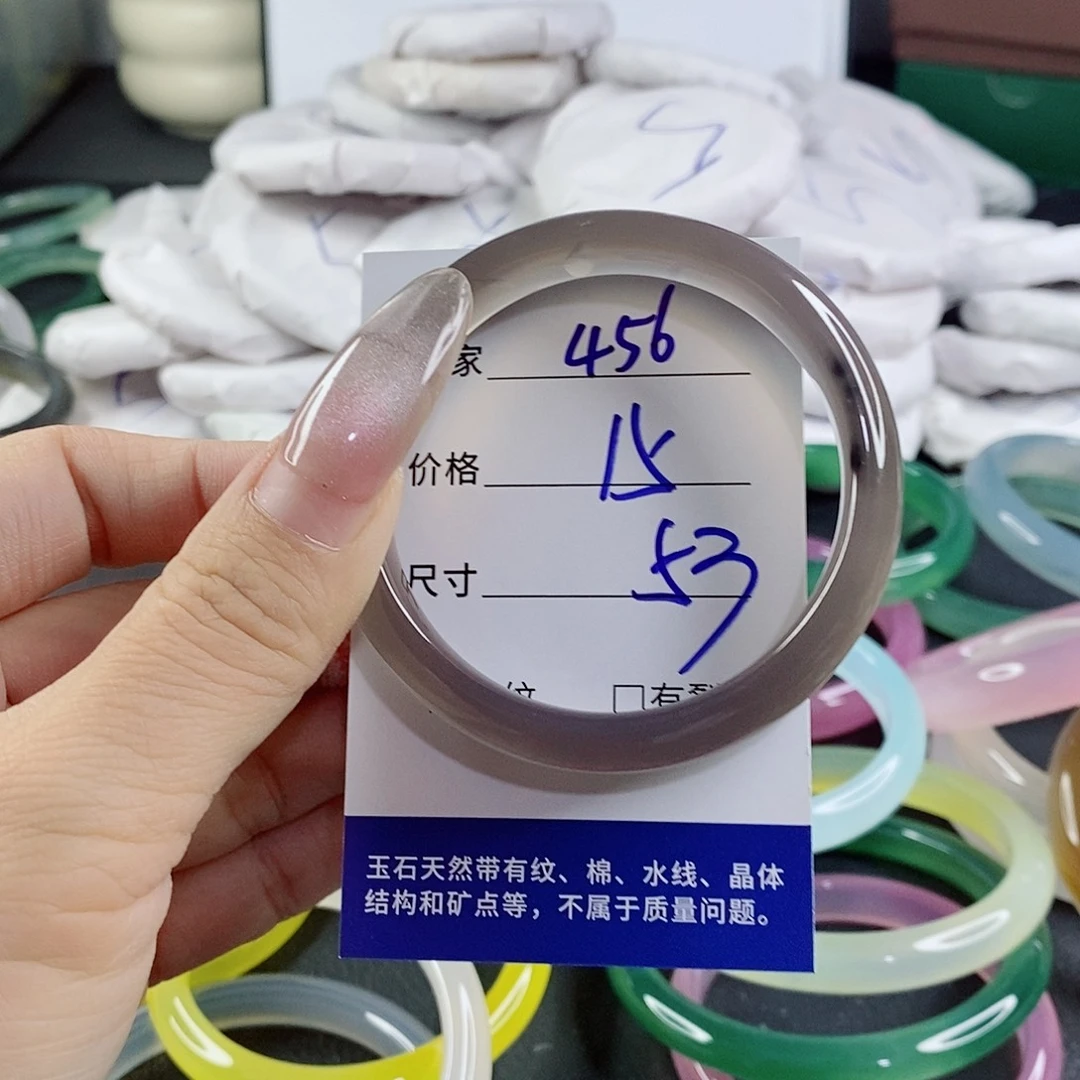 家 456
价格 15
尺寸 53
纹 □有裂
玉石天然带有纹、棉、水线、晶体
结构和矿点等，不属于质量问题。